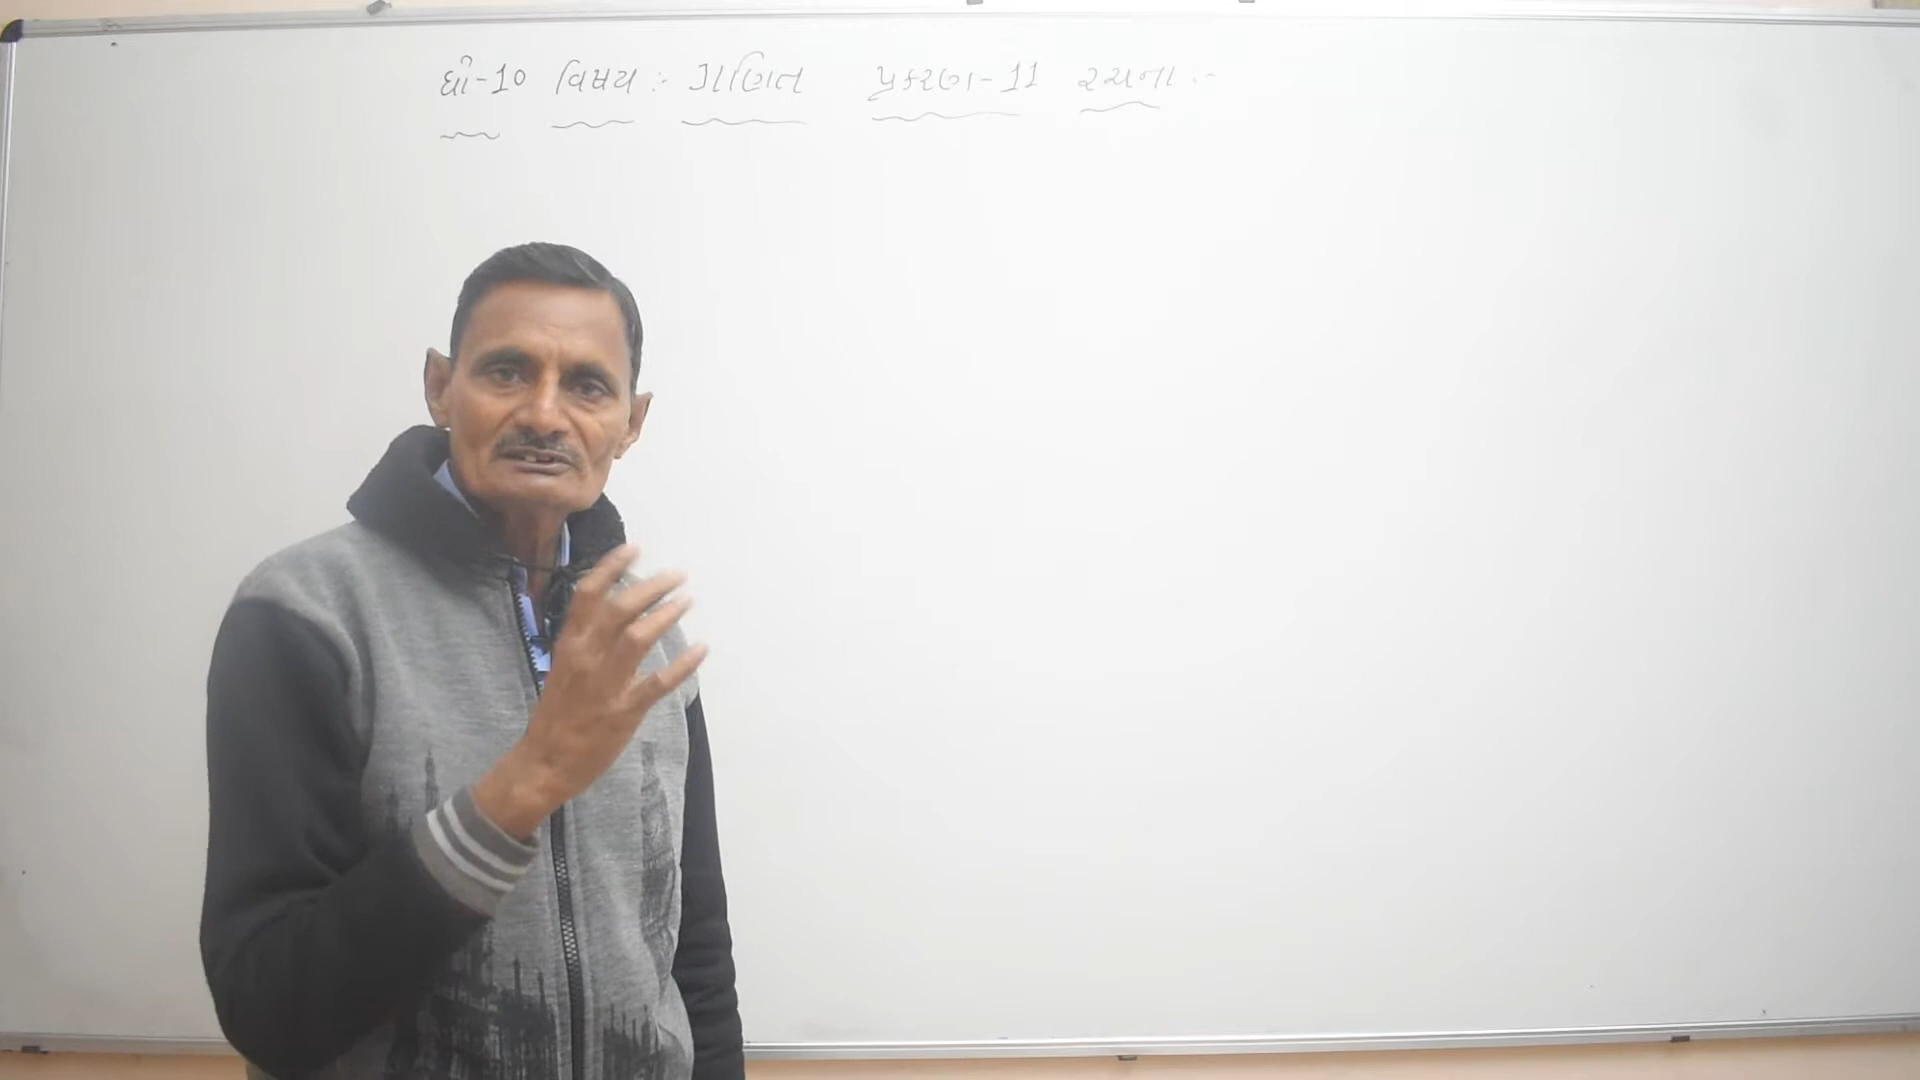 ધો-10 વિષય :- ગણિત પ્રકરણ-11 રચના :-